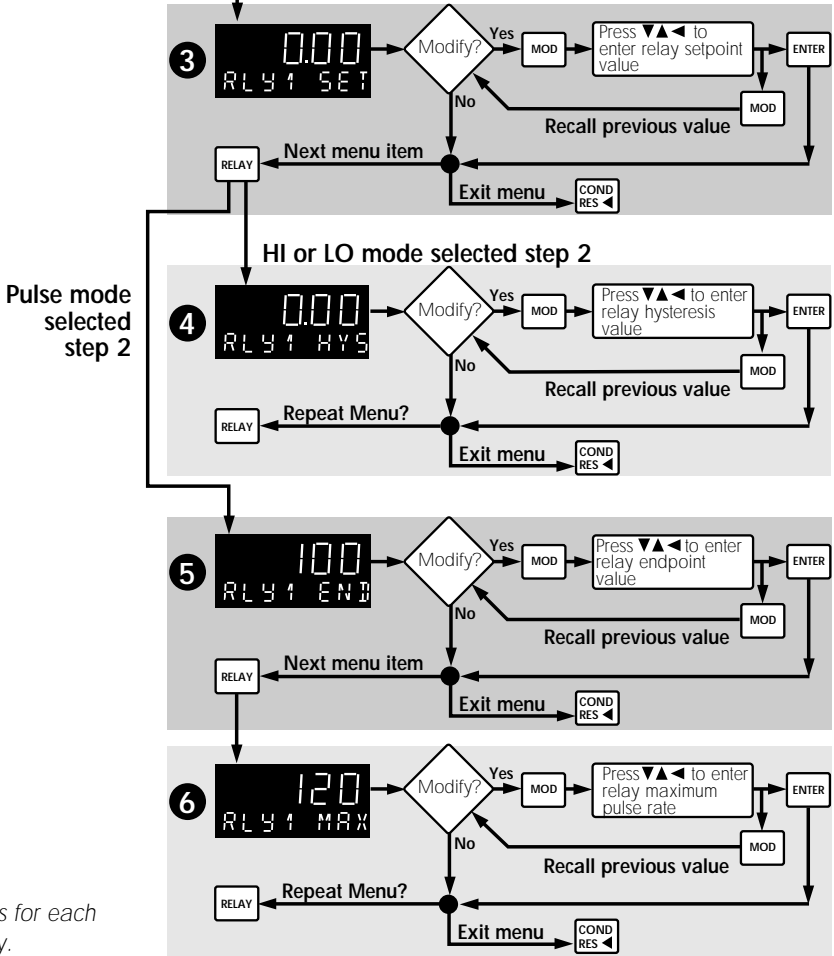 3
0.00
RLY1 SET
Modify?
Yes
MOD
Press ▼▲◄ to
enter relay setpoint
value
ENTER
No
MOD
Recall previous value
RELAY
Next menu item
Exit menu
COND
RES ◄
HI or LO mode selected step 2
Pulse mode
selected
step 2
4
0.00
RLY1 HYS
Modify?
Yes
MOD
Press ▼▲◄ to enter
relay hysteresis
value
ENTER
No
MOD
Recall previous value
RELAY
Repeat Menu?
Exit menu
COND
RES ◄
5
100
RLY1 END
Modify?
Yes
MOD
Press ▼▲◄ to enter
relay endpoint
value
ENTER
No
MOD
Recall previous value
RELAY
Next menu item
Exit menu
COND
RES ◄
6
120
RLY1 MAX
Modify?
Yes
MOD
Press ▼▲◄ to enter
relay maximum
pulse rate
ENTER
No
MOD
Recall previous value
RELAY
Repeat Menu?
Exit menu
COND
RES ◄
s for each
y.